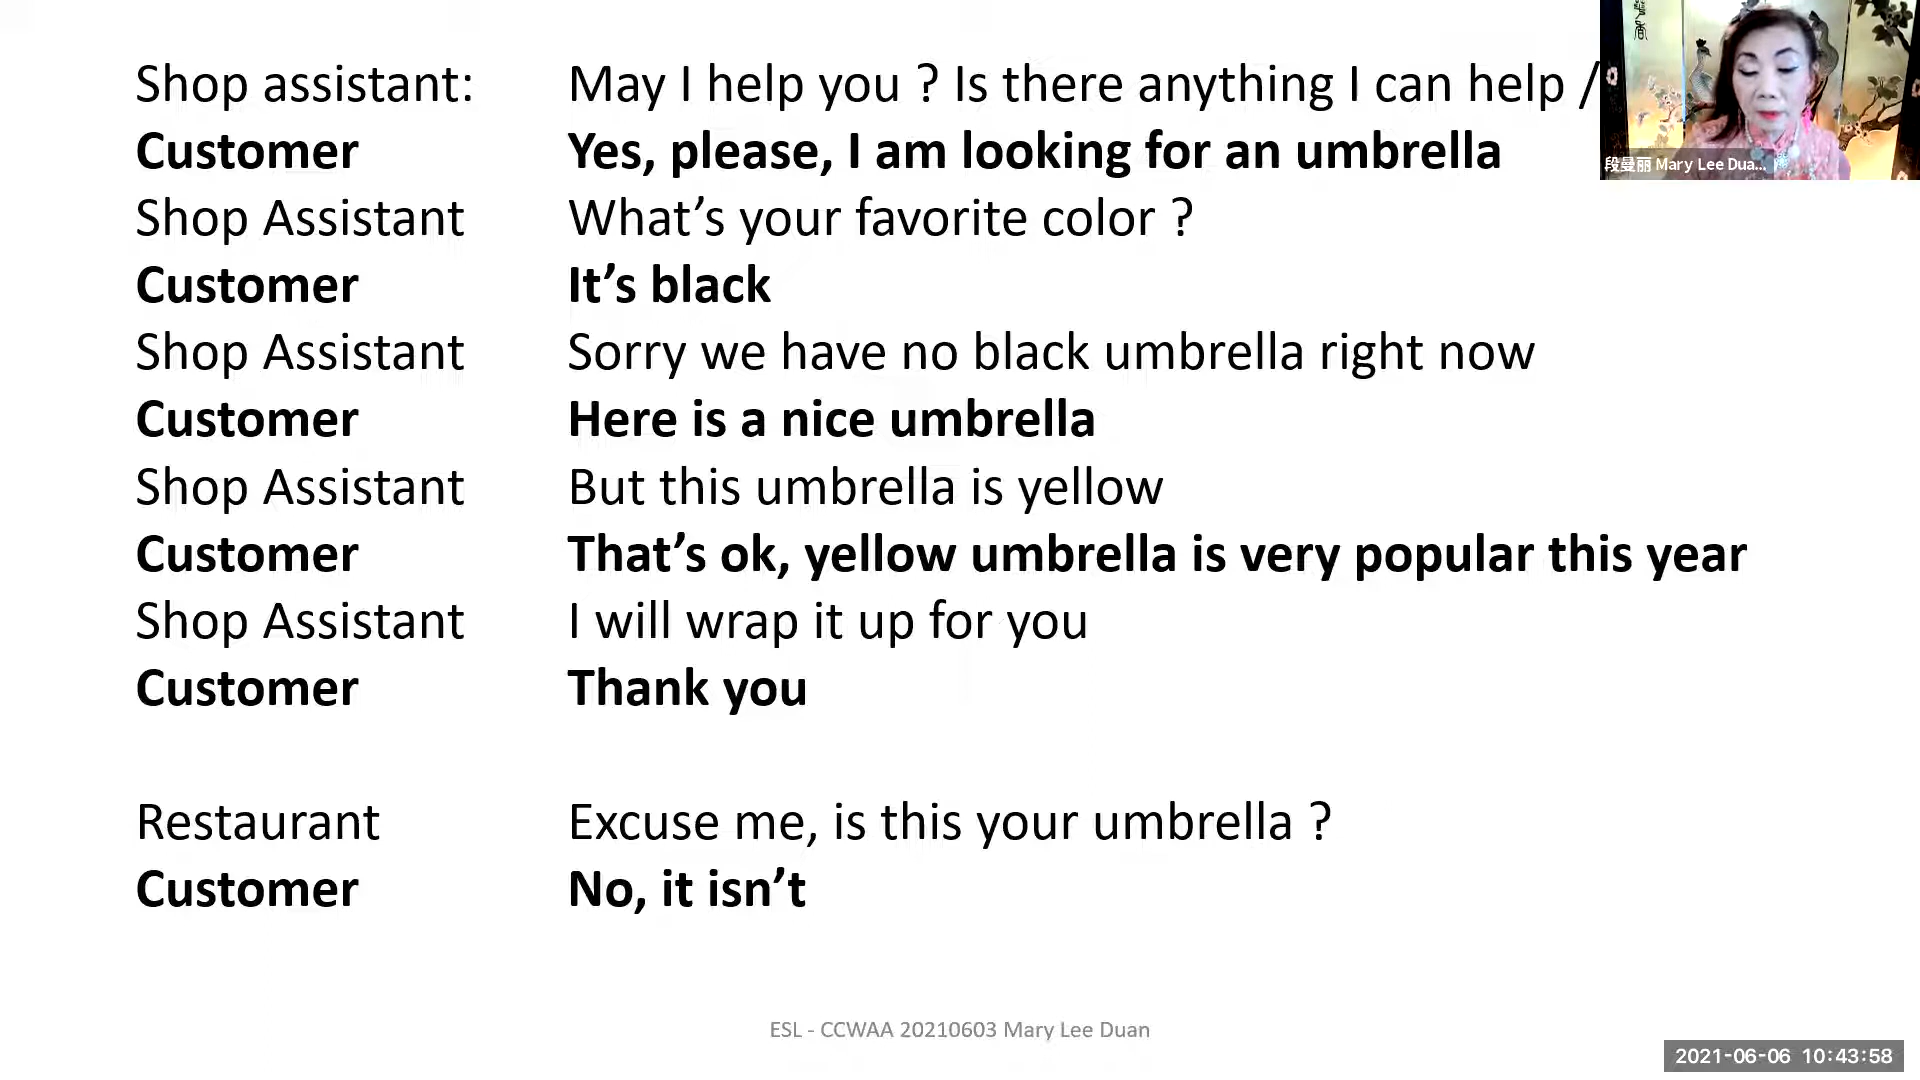 Shop assistant: May I help you ? Is there anything I can help /
Customer Yes, please, I am looking for an umbrella
Shop Assistant What’s your favorite color ?
Customer It’s black
Shop Assistant Sorry we have no black umbrella right now
Customer Here is a nice umbrella
Shop Assistant But this umbrella is yellow
Customer That’s ok, yellow umbrella is very popular this year
Shop Assistant I will wrap it up for you
Customer Thank you
Restaurant Excuse me, is this your umbrella ?
Customer No, it isn’t
ESL - CCWAA 20210603 Mary Lee Duan
段曼丽 Mary Lee Dua...
2021-06-06 10:43:58